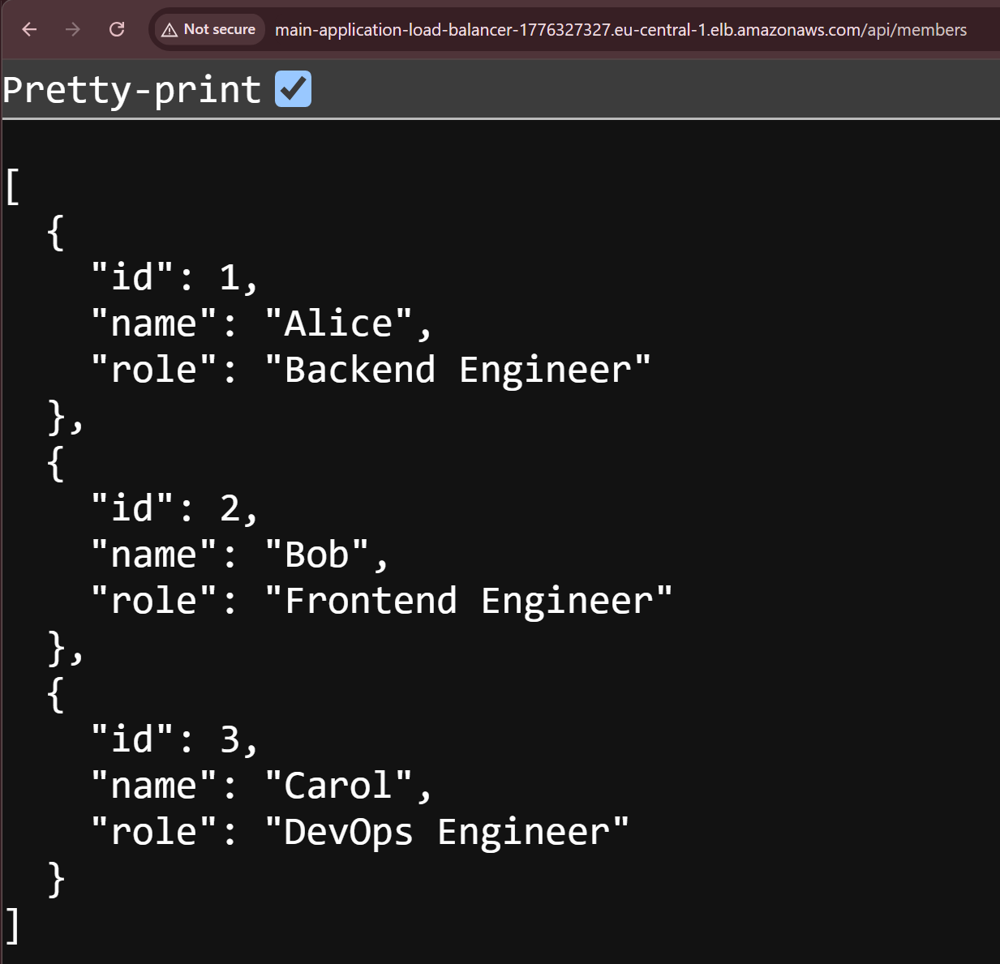 Not secure main-application-load-balancer-1776327327.eu-central-1.elb.amazonaws.com/api/members
Pretty-print
[
  {
    "id": 1,
    "name": "Alice",
    "role": "Backend Engineer"
  },
  {
    "id": 2,
    "name": "Bob",
    "role": "Frontend Engineer"
  },
  {
    "id": 3,
    "name": "Carol",
    "role": "DevOps Engineer"
  }
]